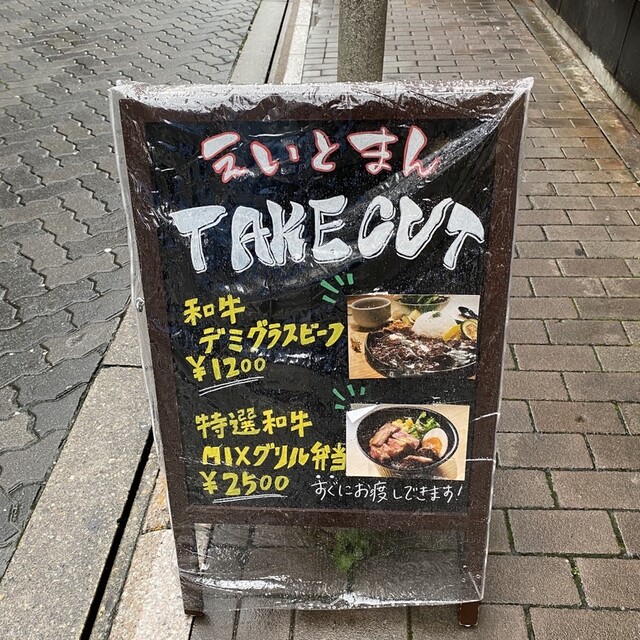 えいとまん
TAKEOUT
和牛
デミグラスビーフ
¥1200
特選和牛
MIXグリル弁当
¥2500
すぐにお渡しできます!